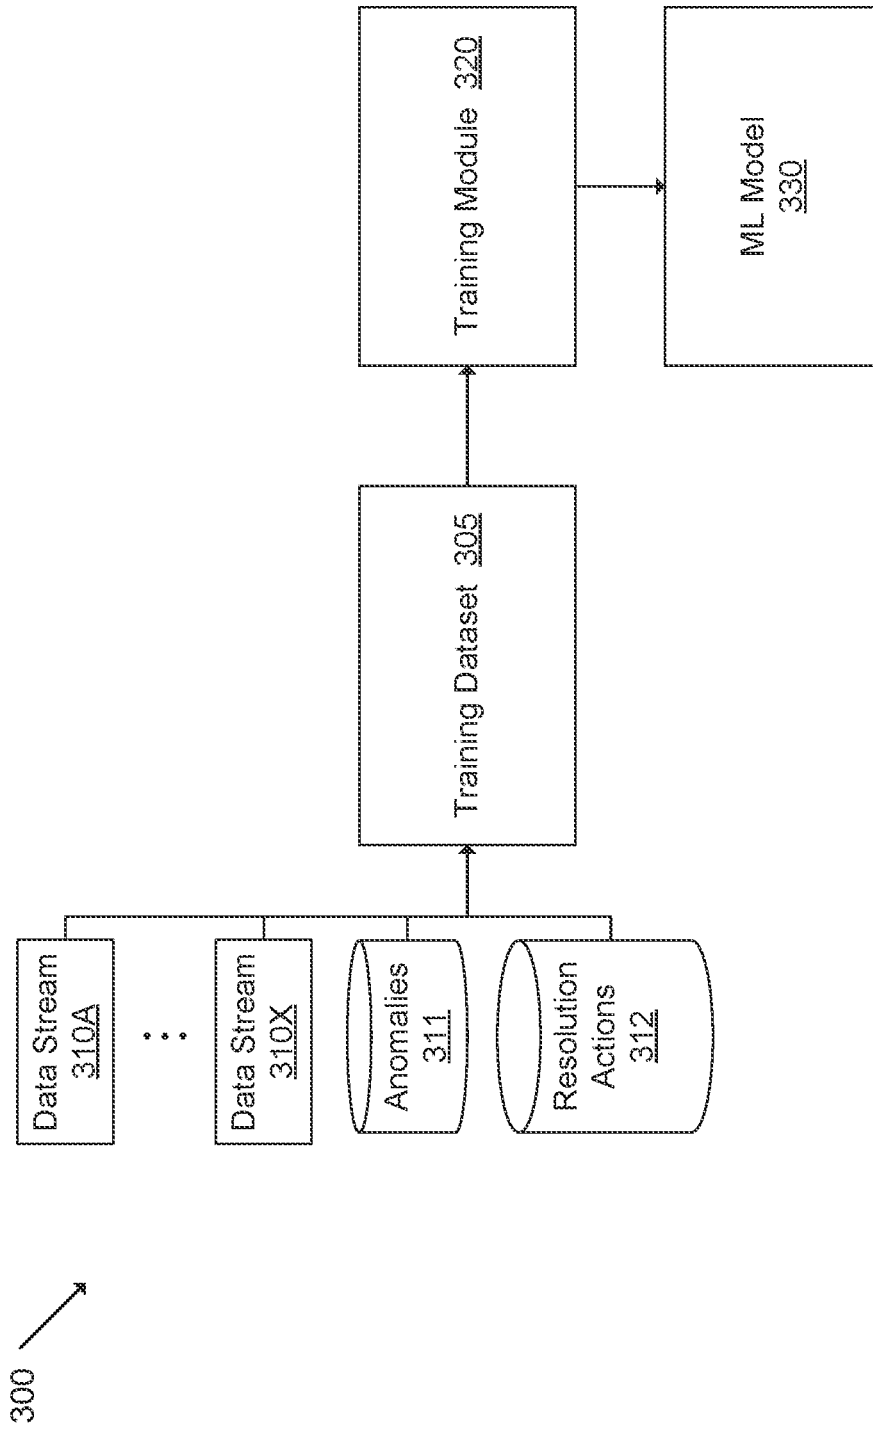 300
Data Stream
310A
Data Stream
310X
Anomalies
311
Resolution
Actions
312
Training Dataset 305
Training Module 320
ML Model
330